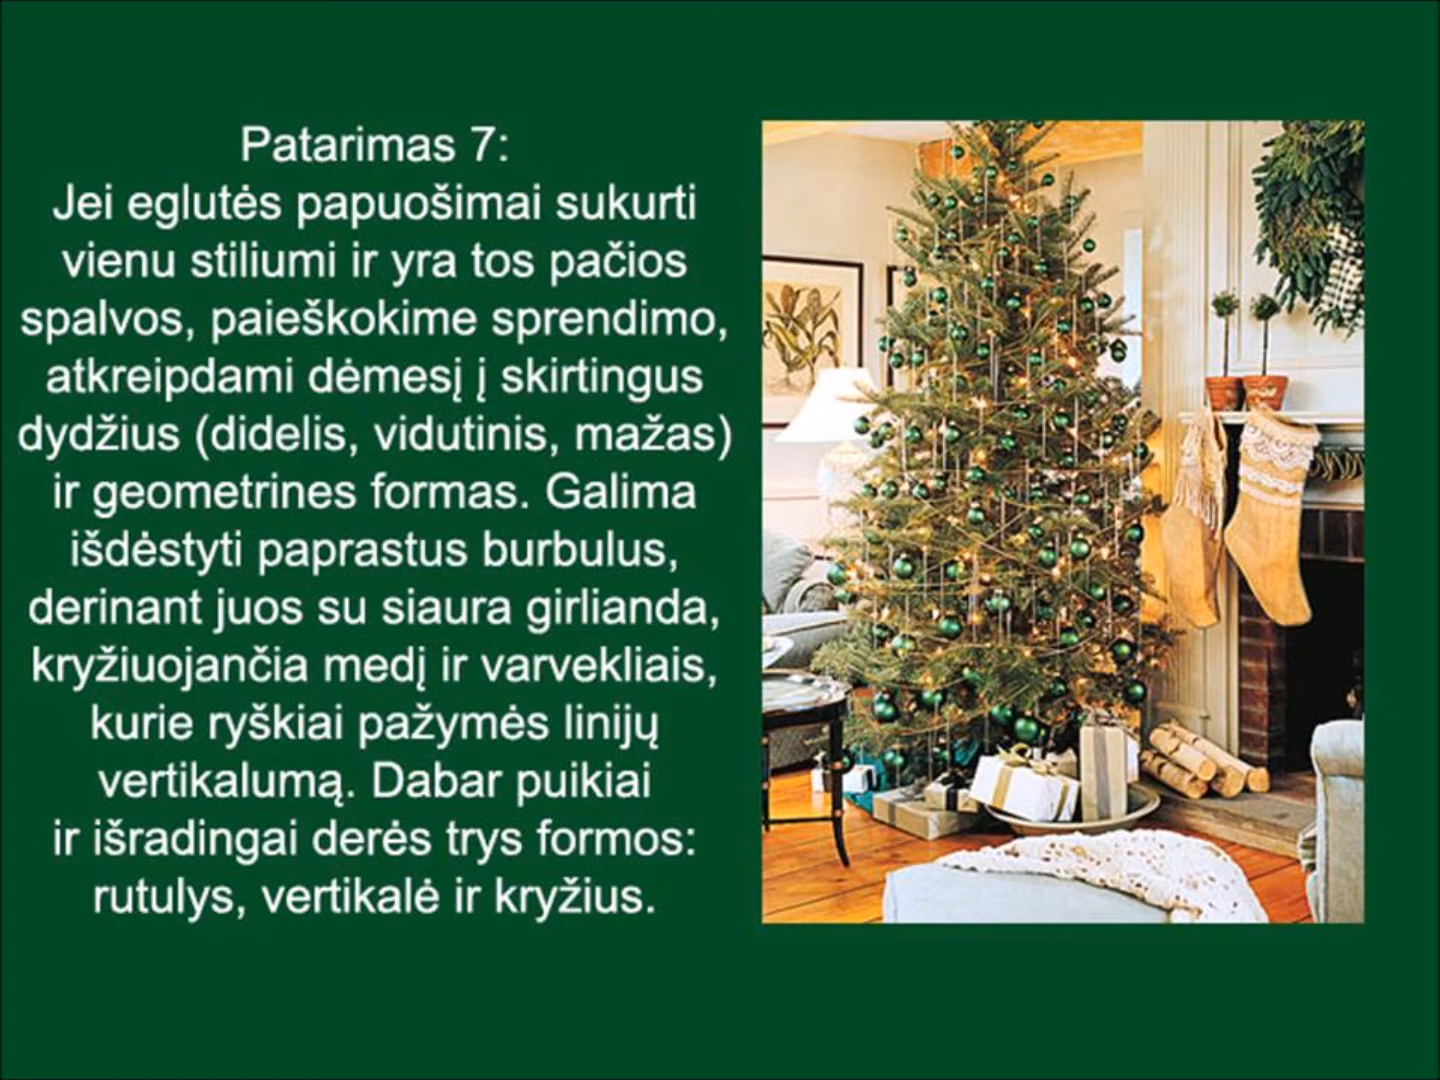 Patarimas 7:
Jei eglutės papuošimai sukurti
vienu stiliumi ir yra tos pačios
spalvos, paieškokime sprendimo,
atkreipdami dėmesį į skirtingus
dydžius (didelis, vidutinis, mažas)
ir geometrines formas. Galima
išdėstyti paprastus burbulus,
derinant juos su siaura girlianda,
kryžiuojančia medį ir varvekliais,
kurie ryškiai pažymės linijų
vertikalumą. Dabar puikiai
ir išradingai derės trys formos:
rutulys, vertikalė ir kryžius.